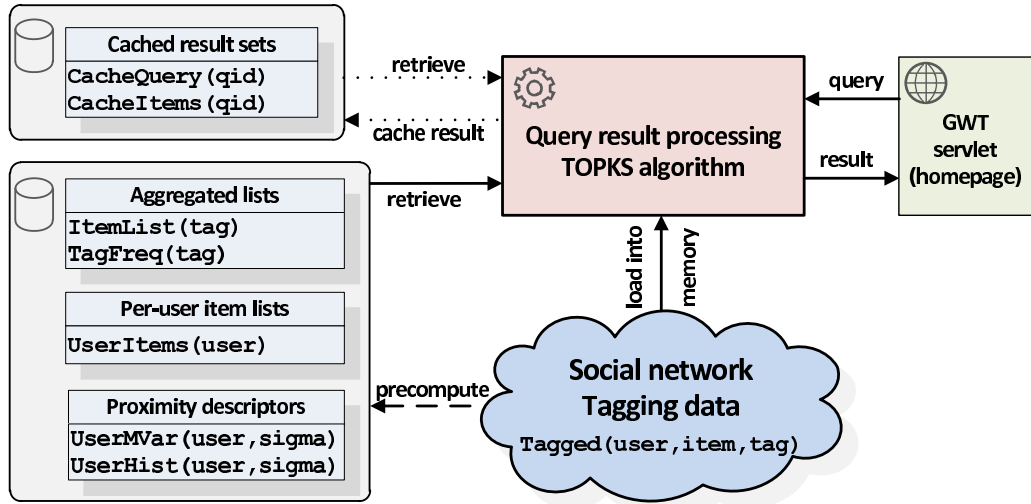 Cached result sets
CacheQuery(qid)
CacheItems(qid)
retrieve
cache result
Query result processing
TOPKS algorithm
query
result
GWT
servlet
(homepage)
Aggregated lists
ItemList(tag)
TagFreq(tag)
retrieve
Per-user item lists
UserItems(user)
Proximity descriptors
UserMVar(user,sigma)
UserHist(user,sigma)
precompute
load into
memory
Social network
Tagging data
Tagged(user,item,tag)